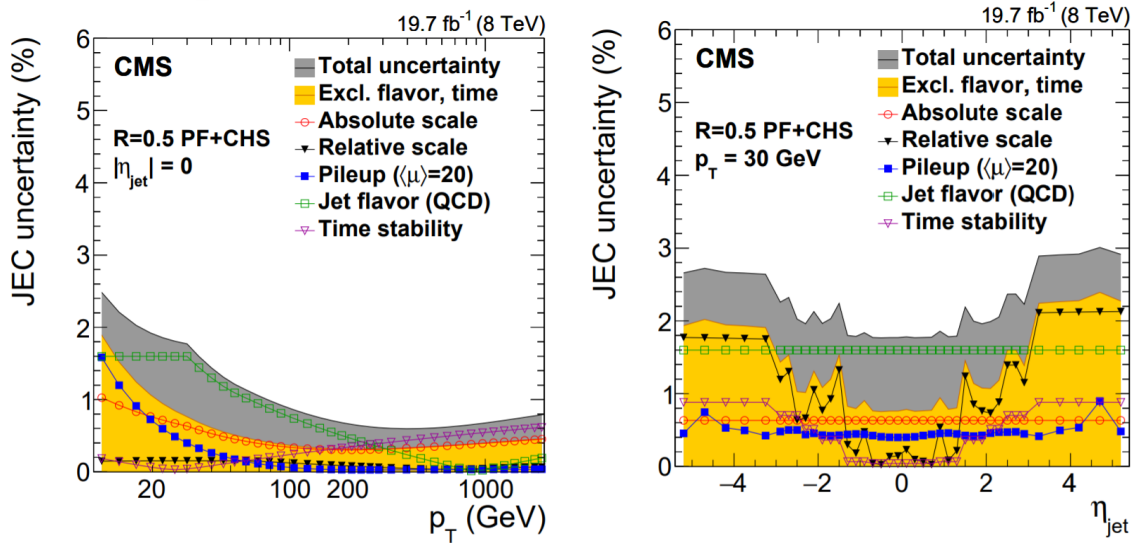 19.7 fb⁻¹ (8 TeV)
CMS
R=0.5 PF+CHS
|η_jet| = 0
Total uncertainty
Excl. flavor, time
Absolute scale
Relative scale
Pileup (⟨μ⟩=20)
Jet flavor (QCD)
Time stability
JEC uncertainty (%)
6
5
4
3
2
1
0
20
100
200
1000
p_T (GeV)
19.7 fb⁻¹ (8 TeV)
CMS
R=0.5 PF+CHS
p_T = 30 GeV
Total uncertainty
Excl. flavor, time
Absolute scale
Relative scale
Pileup (⟨μ⟩=20)
Jet flavor (QCD)
Time stability
JEC uncertainty (%)
6
5
4
3
2
1
0
−4
−2
0
2
4
η_jet